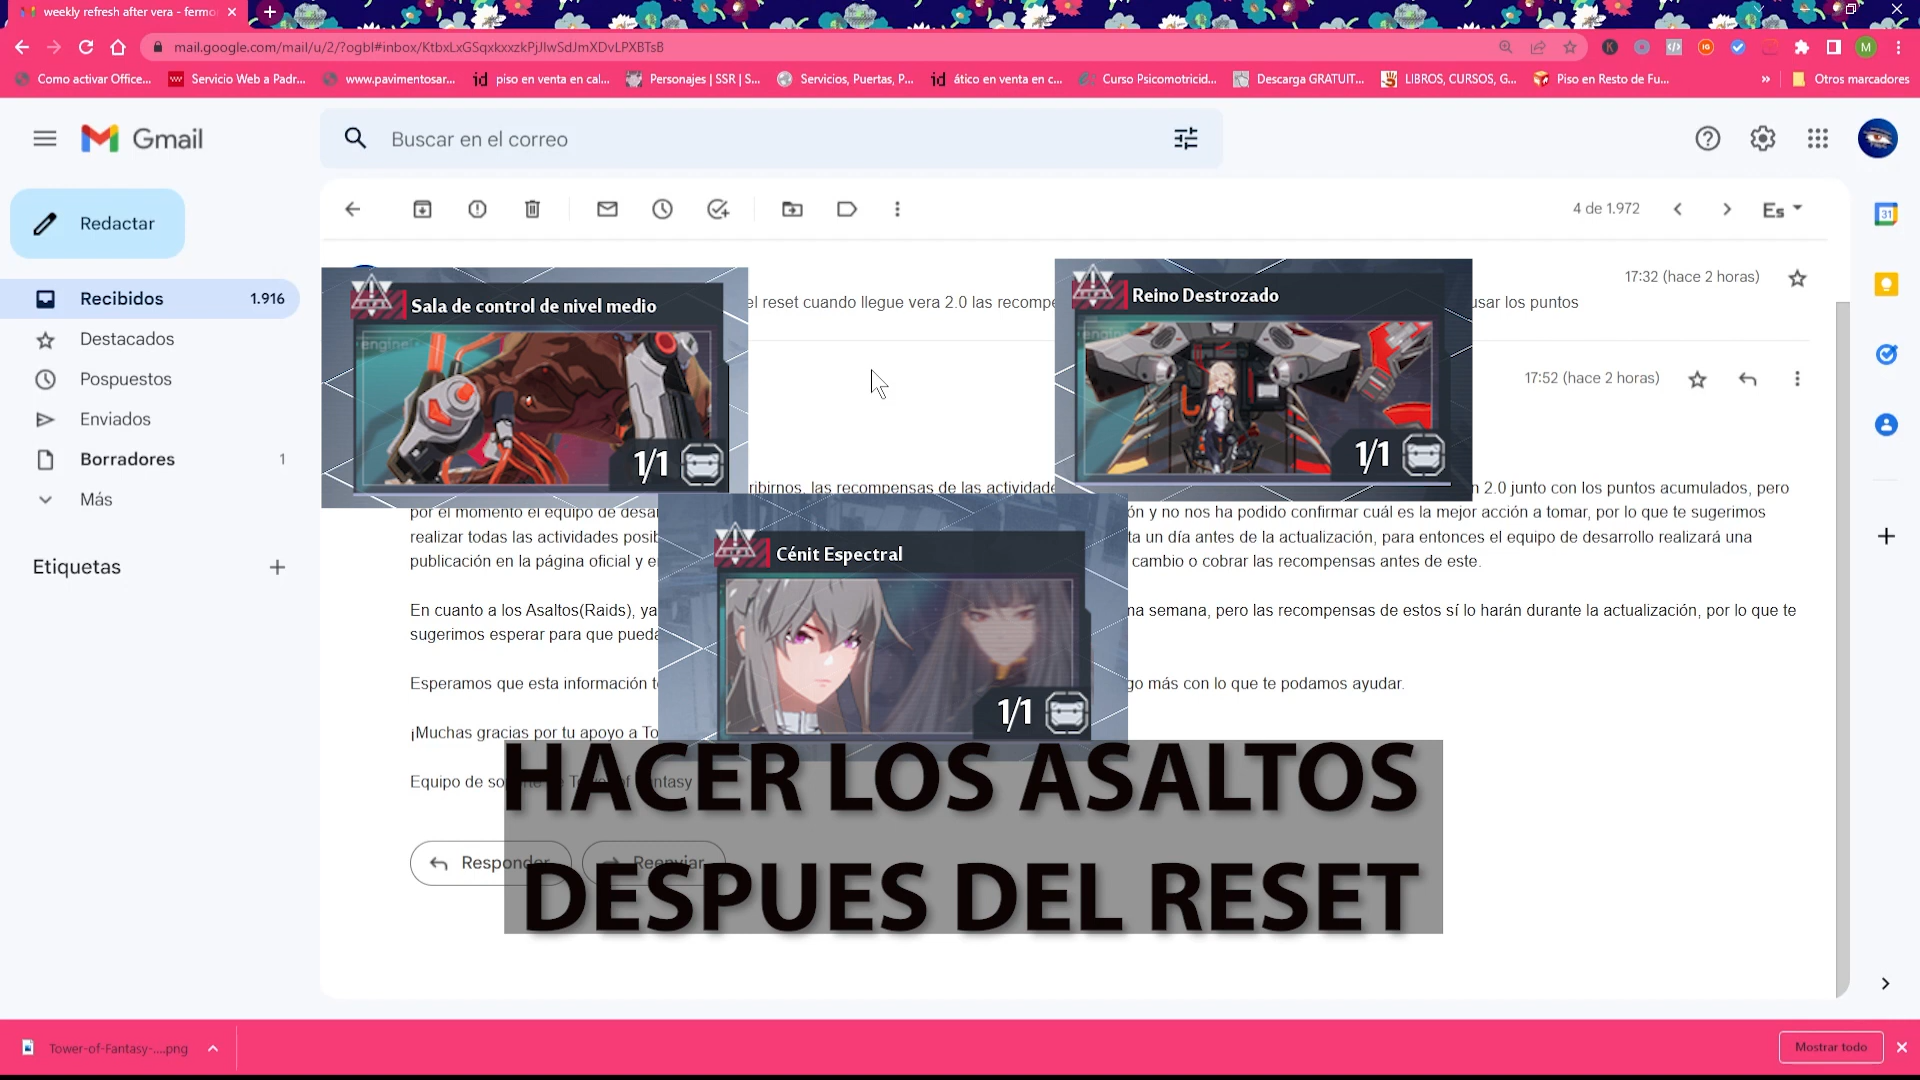 weekly refresh after vera - fermo
mail.google.com/mail/u/2/?ogbl#inbox/KtbxLxGSqxkxxzkPjJlwSdJmXDvLPXBTsB
Como activar Office...
Servicio Web a Padr...
www.pavimentosar...
piso en venta en cal...
Personajes | SSR | S...
Servicios, Puertas, P...
ático en venta en c...
Curso Psicomotricid...
Descarga GRATUIT...
LIBROS, CURSOS, G...
Piso en Resto de Fu...
»
Otros marcadores
Gmail
Buscar en el correo
Redactar
4 de 1.972
Es
Recibidos 1.916
Destacados
Pospuestos
Enviados
Borradores 1
Más
Etiquetas
17:32 (hace 2 horas)
el reset cuando llegue vera 2.0 las recompe
usar los puntos
Sala de control de nivel medio
1/1
Reino Destrozado
1/1
17:52 (hace 2 horas)
ribirnos, las recompensas de las actividade
n 2.0 junto con los puntos acumulados, pero
por el momento el equipo de desar
ón y no nos ha podido confirmar cuál es la mejor acción a tomar, por lo que te sugerimos
realizar todas las actividades posib
ta un día antes de la actualización, para entonces el equipo de desarrollo realizará una
publicación en la página oficial y e
cambio o cobrar las recompensas antes de este.
Cénit Espectral
1/1
En cuanto a los Asaltos(Raids), ya
na semana, pero las recompensas de estos sí lo harán durante la actualización, por lo que te
sugerimos esperar para que pueda
Esperamos que esta información t
go más con lo que te podamos ayudar.
¡Muchas gracias por tu apoyo a To
Equipo de soporte de Tower of Fantasy
HACER LOS ASALTOS
DESPUES DEL RESET
Responder
Reenviar
Tower-of-Fantasy-....png
Mostrar todo